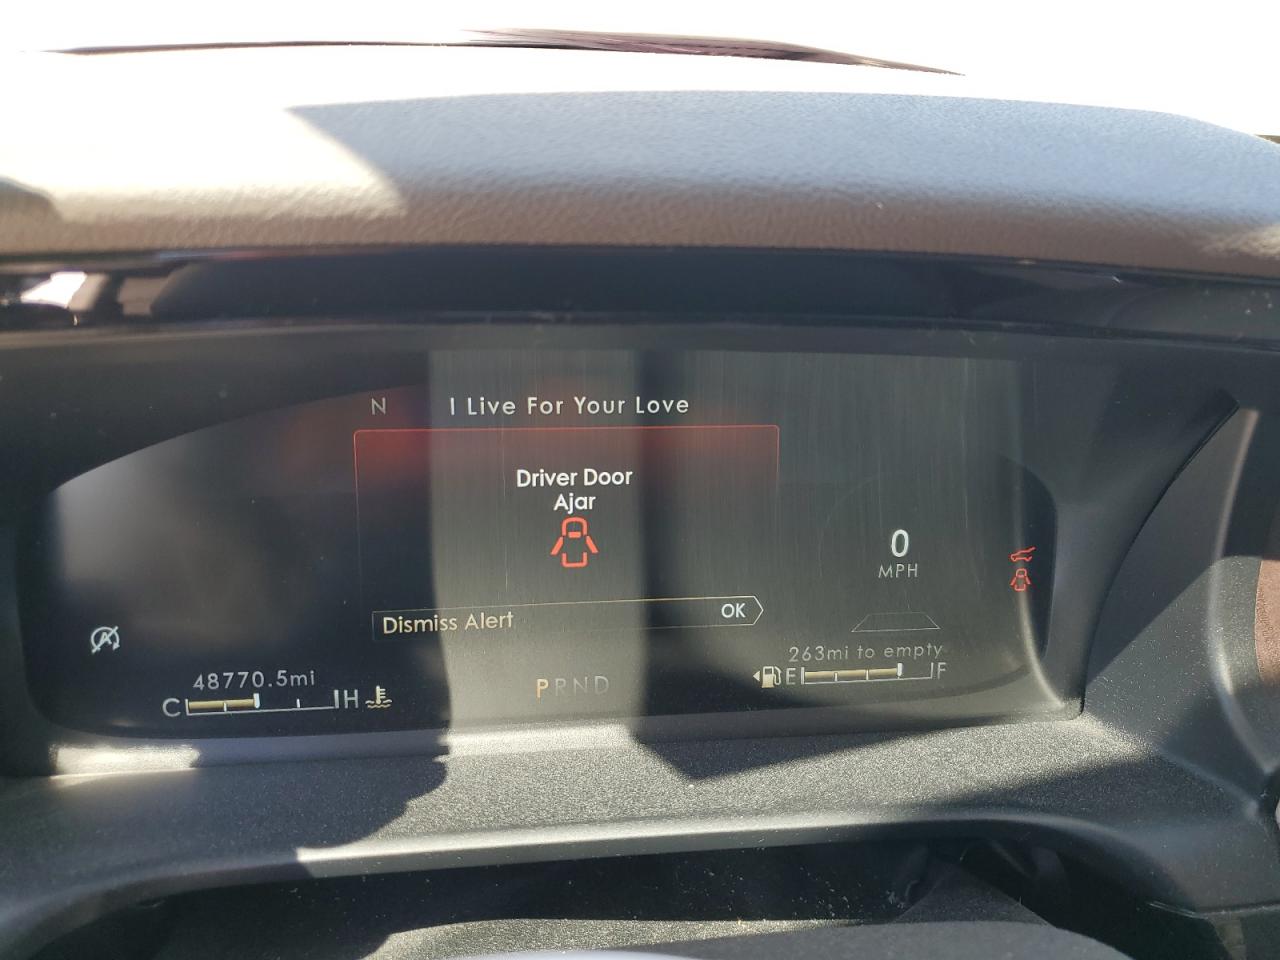 N
I Live For Your Love
Driver Door
Ajar
Dismiss Alert
OK
0
MPH
48770.5mi
C H
PRND
263mi to empty
E F
A